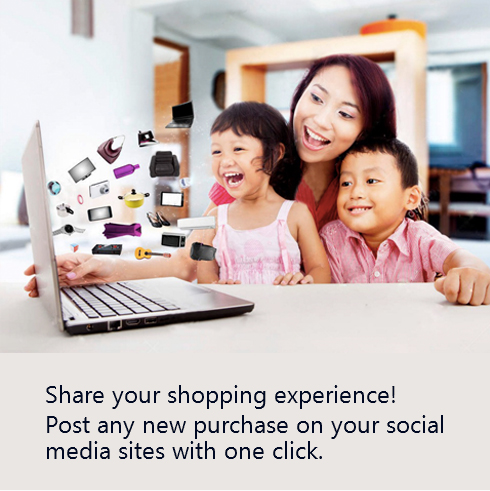 Share your shopping experience!
Post any new purchase on your social
media sites with one click.